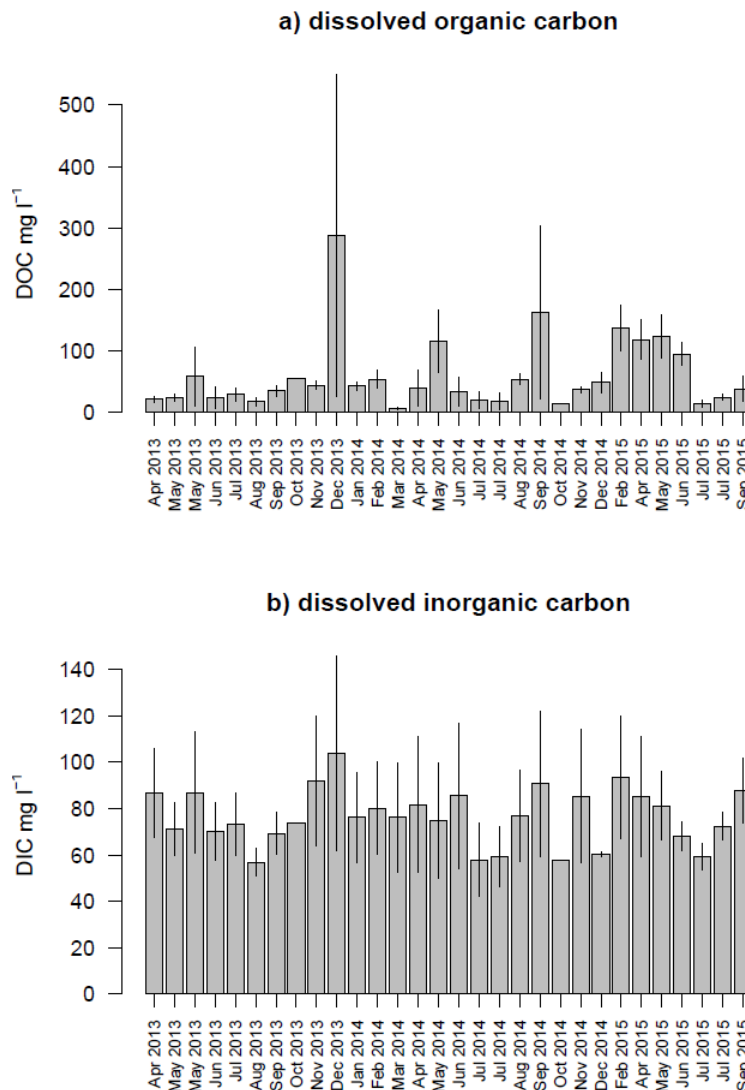 a) dissolved organic carbon
DOC mg l⁻¹
500
400
300
200
100
0
Apr 2013
May 2013
May 2013
Jun 2013
Jul 2013
Aug 2013
Sep 2013
Oct 2013
Nov 2013
Dec 2013
Jan 2014
Feb 2014
Mar 2014
Apr 2014
May 2014
Jun 2014
Jul 2014
Jul 2014
Aug 2014
Sep 2014
Oct 2014
Nov 2014
Dec 2014
Feb 2015
Apr 2015
May 2015
Jun 2015
Jul 2015
Jul 2015
Sep 2015
b) dissolved inorganic carbon
DIC mg l⁻¹
140
120
100
80
60
40
20
0
Apr 2013
May 2013
May 2013
Jun 2013
Jul 2013
Aug 2013
Sep 2013
Oct 2013
Nov 2013
Dec 2013
Jan 2014
Feb 2014
Mar 2014
Apr 2014
May 2014
Jun 2014
Jul 2014
Jul 2014
Aug 2014
Sep 2014
Oct 2014
Nov 2014
Dec 2014
Feb 2015
Apr 2015
May 2015
Jun 2015
Jul 2015
Jul 2015
Sep 2015